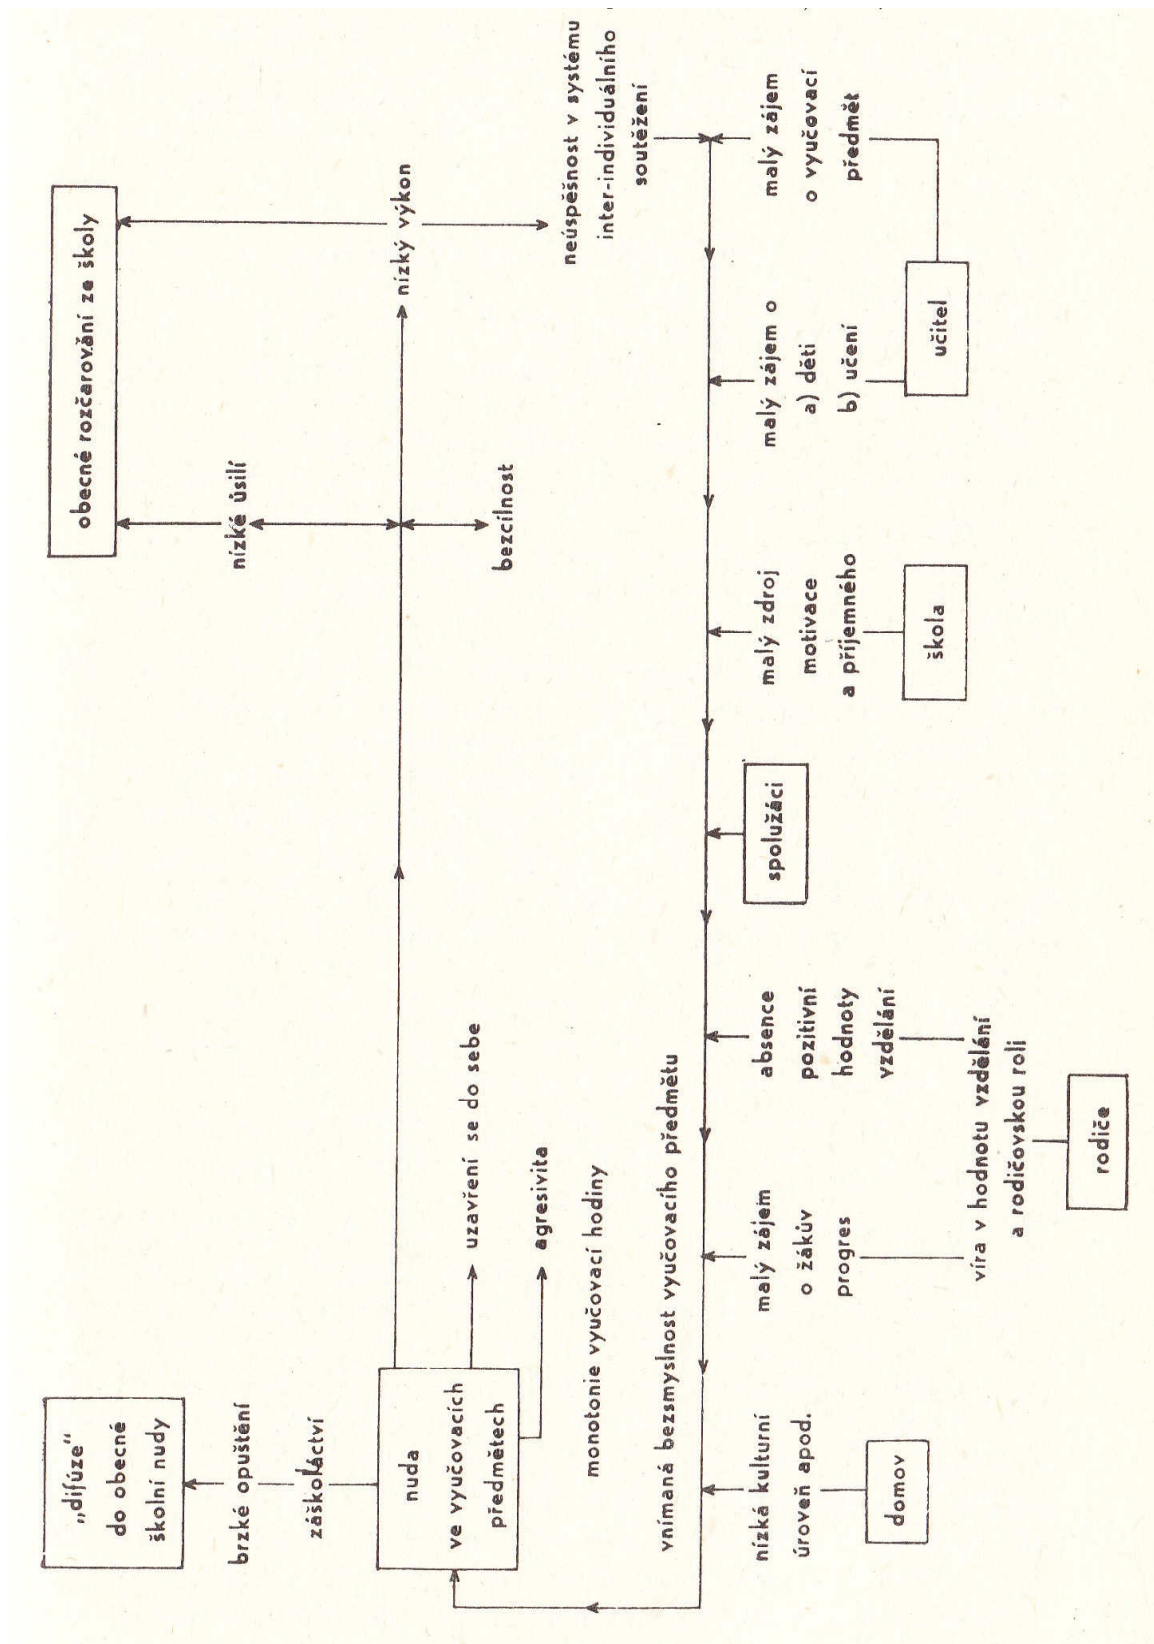 „difúze“
do obecné
školní nudy
brzké opuštění
záškoláctví
nuda
ve vyučovacích
předmětech
uzavření se do sebe
agresivita
obecné rozčarování ze školy
nízké úsilí
nízký výkon
bezcílnost
neúspěšnost v systému
inter-individuálního
soutěžení
monotonie vyučovací hodiny
vnímaná bezsmyslnost vyučovacího předmětu
nízká kulturní
úroveň apod.
domov
malý zájem
o žákův
progres
absence
pozitivní
hodnoty
vzdělání
víra v hodnotu vzdělání
a rodičovskou roli
rodiče
spolužáci
malý zdroj
motivace
a příjemného
škola
malý zájem o
a) děti
b) učení
malý zájem
o vyučovací
předmět
učitel